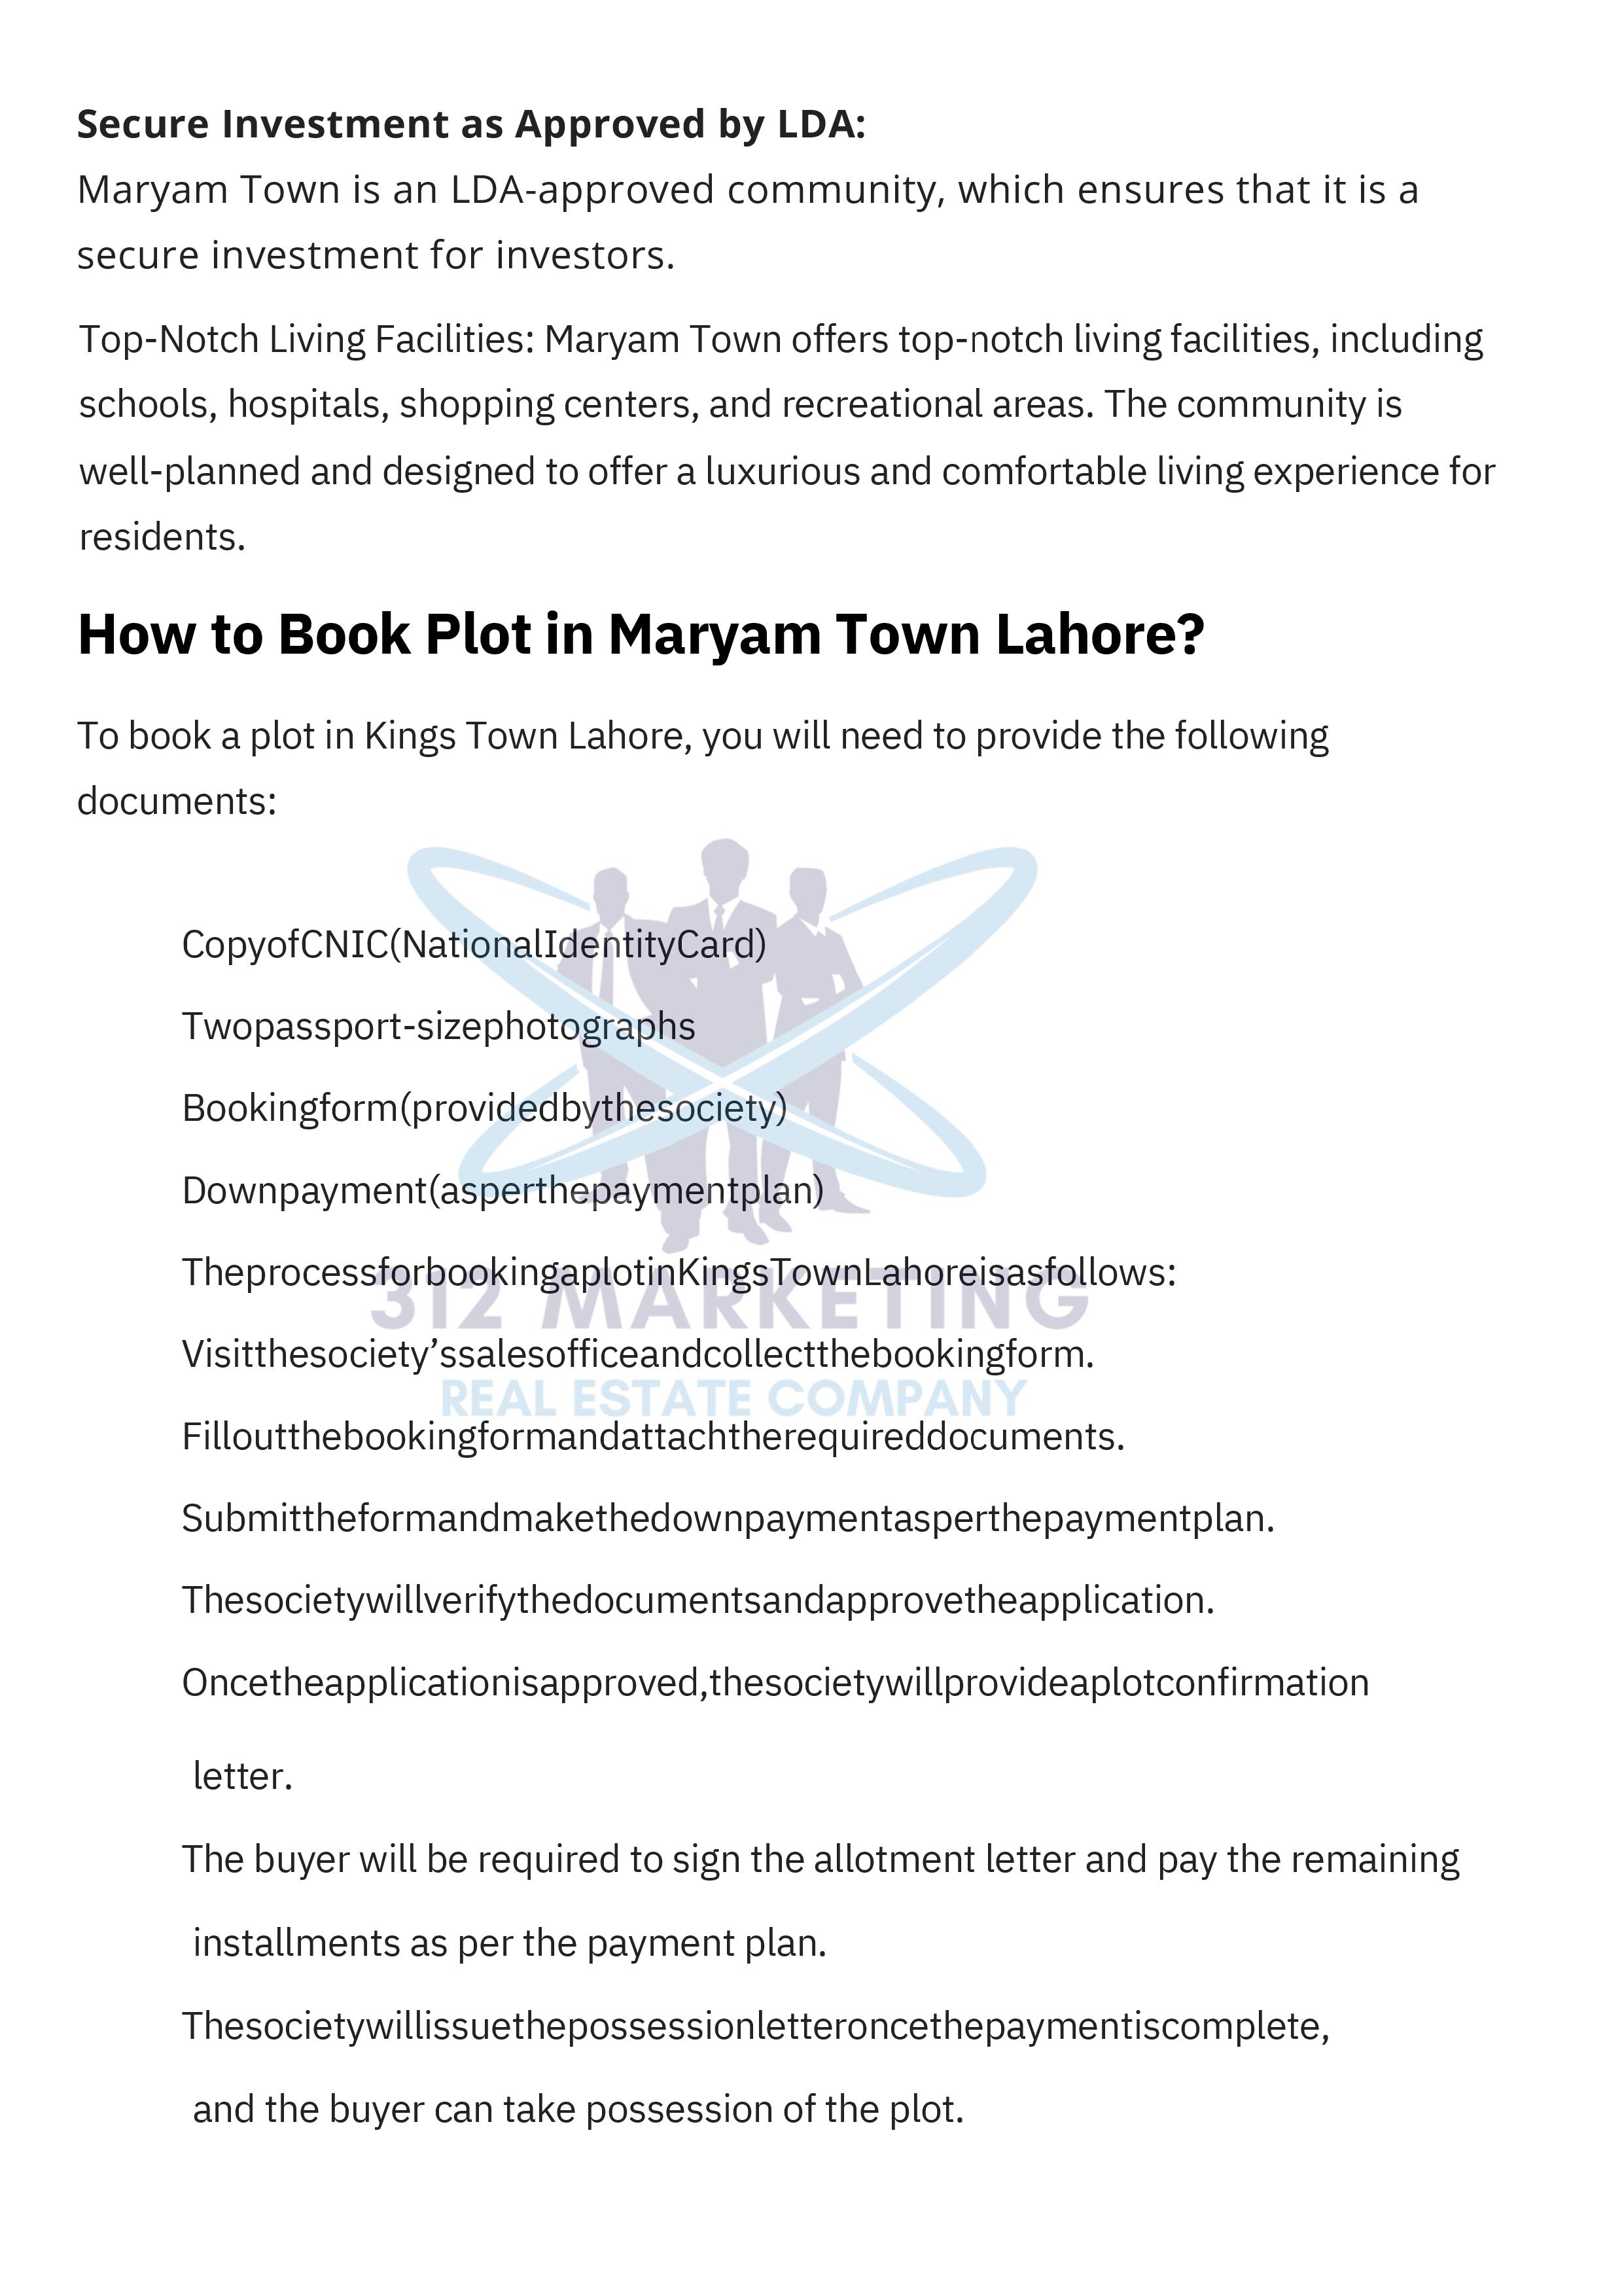 Secure Investment as Approved by LDA:
Maryam Town is an LDA-approved community, which ensures that it is a
secure investment for investors.
Top-Notch Living Facilities: Maryam Town offers top-notch living facilities, including
schools, hospitals, shopping centers, and recreational areas. The community is
well-planned and designed to offer a luxurious and comfortable living experience for
residents.
How to Book Plot in Maryam Town Lahore?
To book a plot in Kings Town Lahore, you will need to provide the following
documents:
CopyofCNIC(NationalIdentityCard)
Twopassport-sizephotographs
Bookingform(providedbythesociety)
Downpayment(asperthepaymentplan)
TheprocessforbookingaplotinKingsTownLahoreisasfollows:
312 MARKETING
Visitthesociety’ssalesofficeandcollectthebookingform.
REAL ESTATE COMPANY
Filloutthebookingformandattachtherequireddocuments.
Submittheformandmakethedownpaymentasperthepaymentplan.
Thesocietywillverifythedocumentsandapprovetheapplication.
Oncetheapplicationisapproved,thesocietywillprovideaplotconfirmation
letter.
The buyer will be required to sign the allotment letter and pay the remaining
installments as per the payment plan.
Thesocietywillissuethepossessionletteroncethepaymentiscomplete,
and the buyer can take possession of the plot.